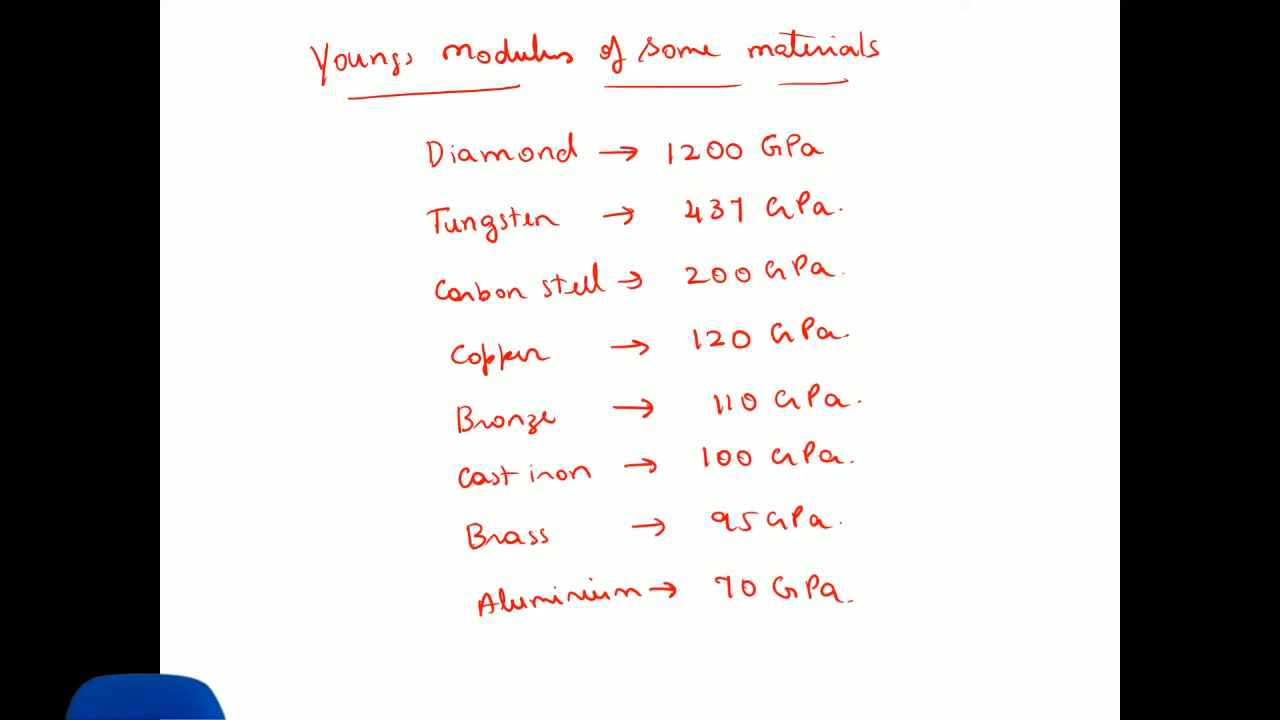 Youngs modulus of some materials
Diamond → 1200 GPa
Tungsten → 437 GPa.
Carbon steel → 200 GPa.
Copper → 120 GPa.
Bronze → 110 GPa.
Cast iron → 100 GPa.
Brass → 95 GPa.
Aluminium → 70 GPa.